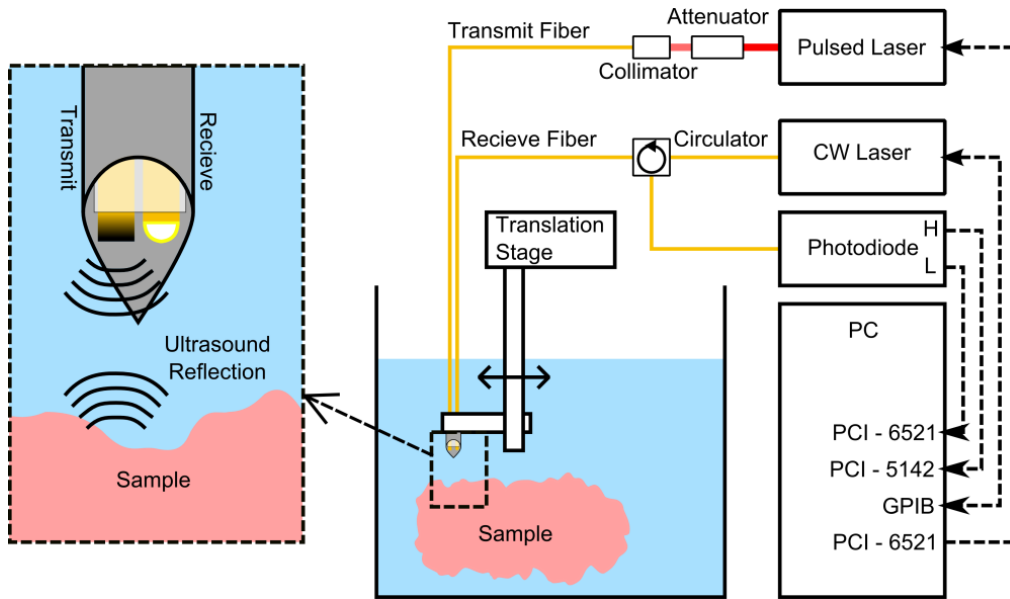 Transmit
Recieve
Ultrasound
Reflection
Sample
Transmit Fiber
Attenuator
Collimator
Pulsed Laser
Recieve Fiber
Circulator
CW Laser
Translation
Stage
Photodiode
H
L
Sample
PC
PCI - 6521
PCI - 5142
GPIB
PCI - 6521